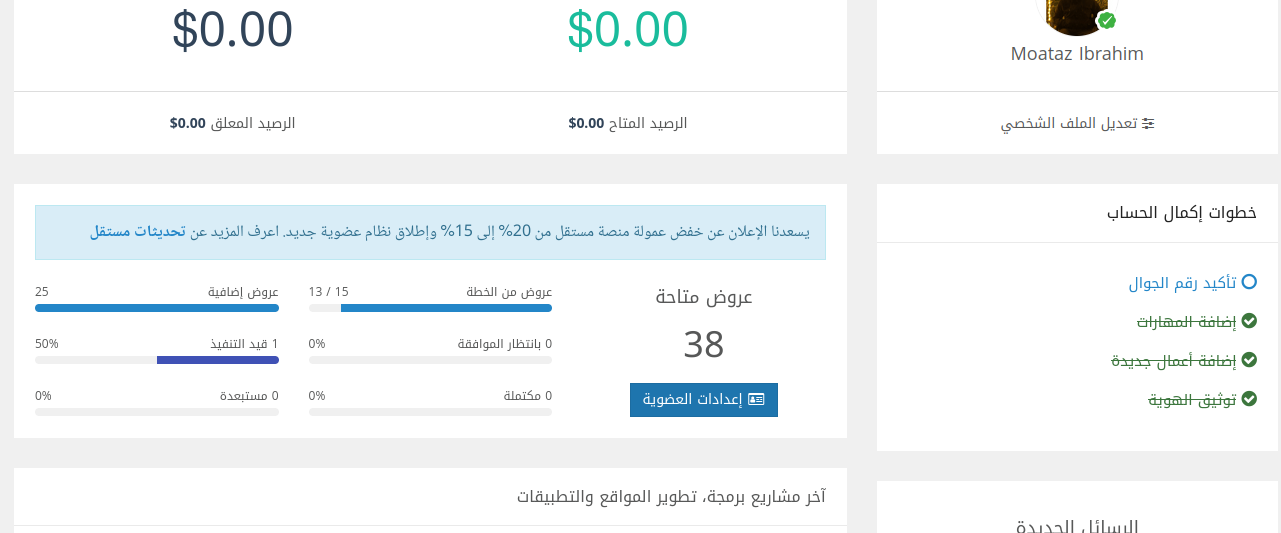 Moataz Ibrahim
تعديل الملف الشخصي
خطوات إكمال الحساب
تأكيد رقم الجوال
إضافة المهارات
إضافة أعمال جديدة
توثيق الهوية
الرسائل الجديدة
$0.00
الرصيد المتاح $0.00
$0.00
الرصيد المعلق $0.00
يسعدنا الإعلان عن خفض عمولة منصة مستقل من 20% إلى 15% وإطلاق نظام عضوية جديد. اعرف المزيد عن تحديثات مستقل
عروض متاحة
38
إعدادات العضوية
عروض من الخطة 13 / 15
عروض إضافية 25
0 بانتظار الموافقة 0%
1 قيد التنفيذ 50%
0 مكتملة 0%
0 مستبعدة 0%
آخر مشاريع برمجة، تطوير المواقع والتطبيقات